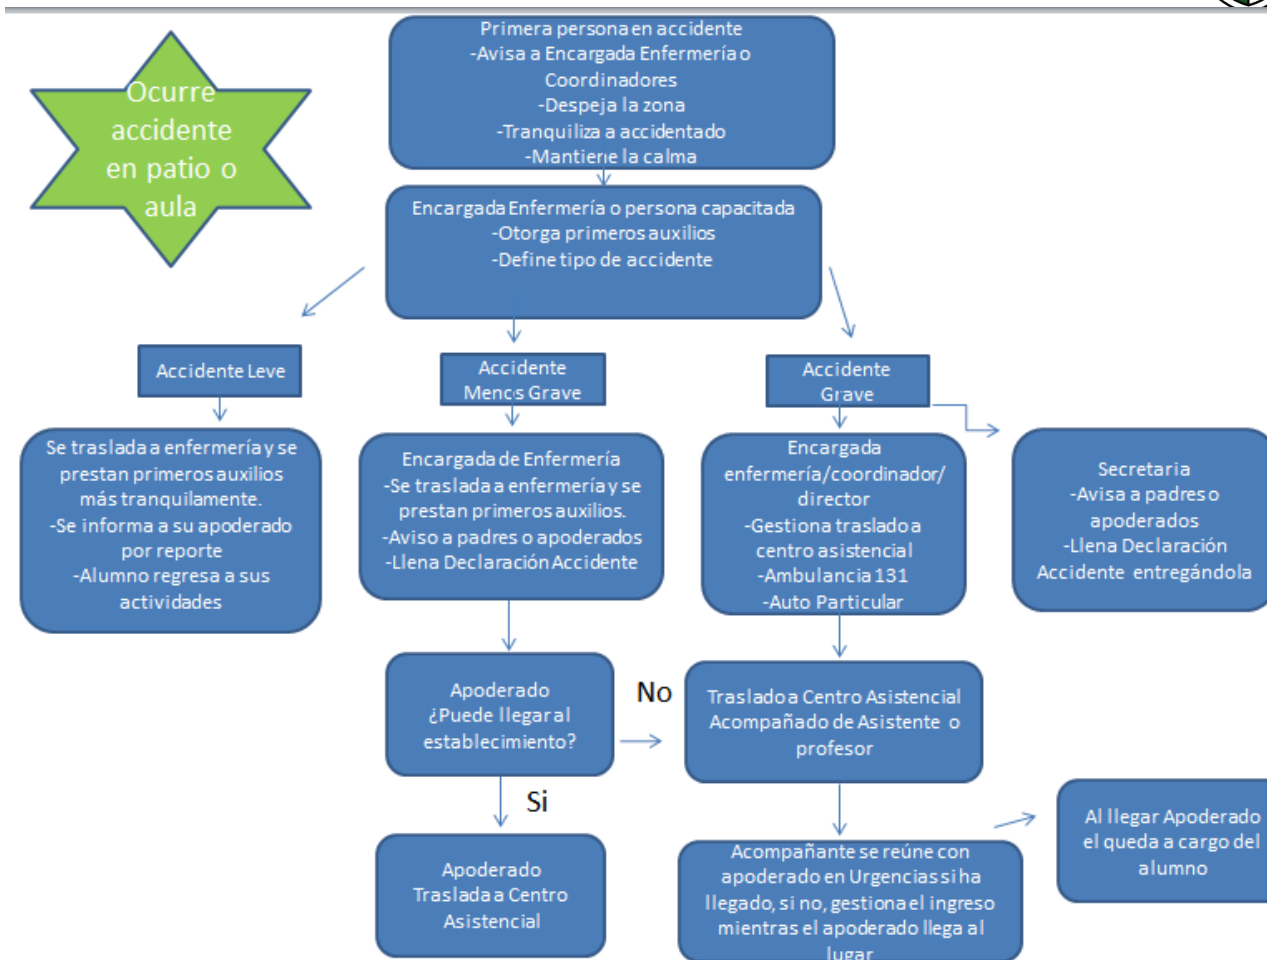 Ocurre
accidente
en patio o
aula
Primera persona en accidente
-Avisa a Encargada Enfermería o
Coordinadores
-Despeja la zona
-Tranquiliza a accidentado
-Mantiene la calma
Encargada Enfermería o persona capacitada
-Otorga primeros auxilios
-Define tipo de accidente
Accidente Leve
Accidente
Menos Grave
Accidente
Grave
Se traslada a enfermería y se
prestan primeros auxilios
más tranquilamente.
-Se informa a su apoderado
por reporte
-Alumno regresa a sus
actividades
Encargada de Enfermería
-Se traslada a enfermería y se
prestan primeros auxilios.
-Aviso a padres o apoderados
-Llena Declaración Accidente
Encargada
enfermería/coordinador/
director
-Gestiona traslado a
centro asistencial
-Ambulancia 131
-Auto Particular
Secretaria
-Avisa a padres o
apoderados
-Llena Declaración
Accidente entregándola
Apoderado
¿Puede llegar al
establecimiento?
No
Traslado a Centro Asistencial
Acompañado de Asistente o
profesor
Si
Apoderado
Traslada a Centro
Asistencial
Acompañante se reúne con
apoderado en Urgencias si ha
llegado, si no, gestiona el ingreso
mientras el apoderado llega al
lugar
Al llegar Apoderado
el queda a cargo del
alumno